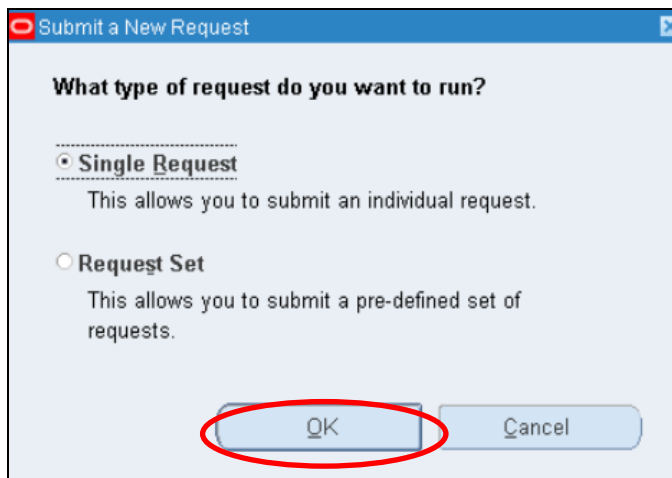 Submit a New Request
What type of request do you want to run?
Single Request
This allows you to submit an individual request.
Request Set
This allows you to submit a pre-defined set of
requests.
OK
Cancel